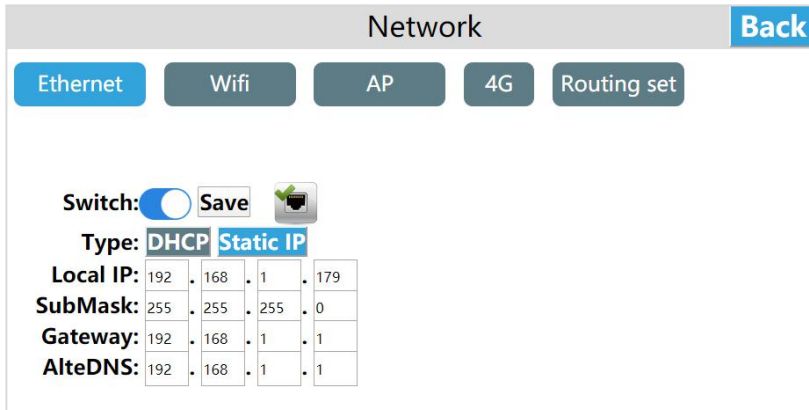 Network Back
Ethernet Wifi AP 4G Routing set
Switch: Save
Type: DHCP Static IP
Local IP: 192 . 168 . 1 . 179
SubMask: 255 . 255 . 255 . 0
Gateway: 192 . 168 . 1 . 1
AlteDNS: 192 . 168 . 1 . 1